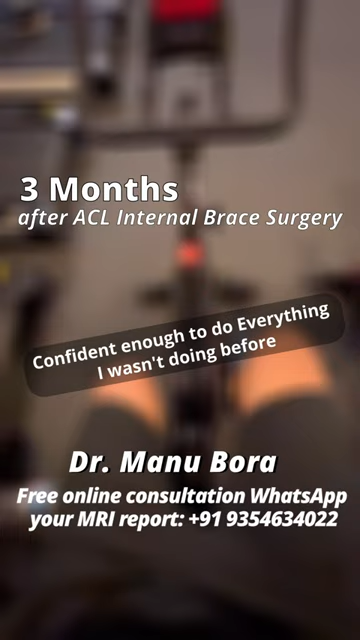 3 Months
after ACL Internal Brace Surgery
Confident enough to do Everything
I wasn't doing before
Dr. Manu Bora
Free online consultation WhatsApp
your MRI report: +91 9354634022